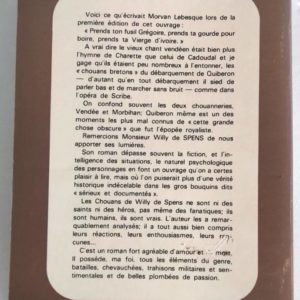 Voici ce qu'écrivait Morvan Lebesque lors de la
première édition de cet ouvrage :
« Prends ton fusil Grégoire, prends ta gourde pour
boire, prends ta Vierge d'ivoire. »
A vrai dire le vieux chant vendéen était bien plus
l'hymne de Charette que celui de Cadoudal et je
gage qu'ils étaient peu nombreux à l'entonner, les
« chouans bretons » du débarquement de Quiberon
— d'autant qu'en tout débarquement il sied de
parler bas et de marcher sans bruit — comme dans
l'opéra de Scribe.
On confond souvent les deux chouanneries,
Vendée et Morbihan; Quiberon même est un des
moments les plus mal connus de « cette grande
chose obscure » que fut l'épopée royaliste.
Remercions Monsieur Willy de SPENS de nous
apporter ses lumières.
Son roman dépasse souvent la fiction, et l'in-
telligence des situations, le naturel psychologique
des personnages en font un ouvrage qu'on a certes
plaisir à lire, mais où l'on puiserait plus d'une vérité
historique indécelable dans les gros bouquins dits
« sérieux et documentés ».
Les Chouans de Willy de Spens ne sont ni des
saints ni des héros, pas même des fanatiques; ils
sont humains, ils sont vrais. L'auteur les a remar-
quablement analysés; il a tout aussi bien compris
leurs réactions, leurs enthousiasmes, leurs
cunes...
C'est un roman fort agréable d'amour et mort.
Il possède, ma foi, tous les éléments du genre,
batailles, chevauchées, trahisons militaires et sen-
timentales et de belles flambées de passion.